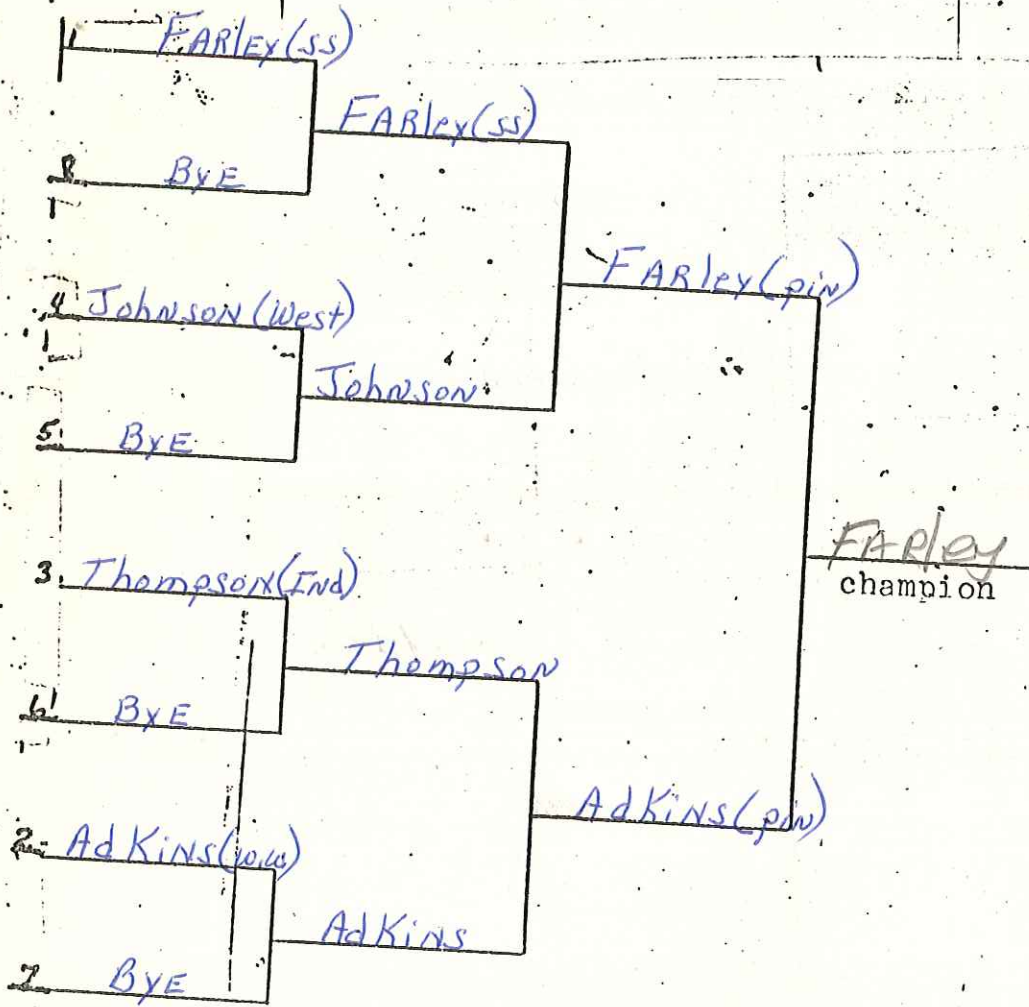 1 FARlEy(ss)
FARley(ss)
8 ByE
FARley(pin)
4 JohNsoN(West)
JohNsoN
5 ByE
FARley
champion
3. ThompsoN(INd)
ThompsoN
6 ByE
AdKiNs(pin)
2 AdKiNs(w.w)
AdKiNs
7 ByE